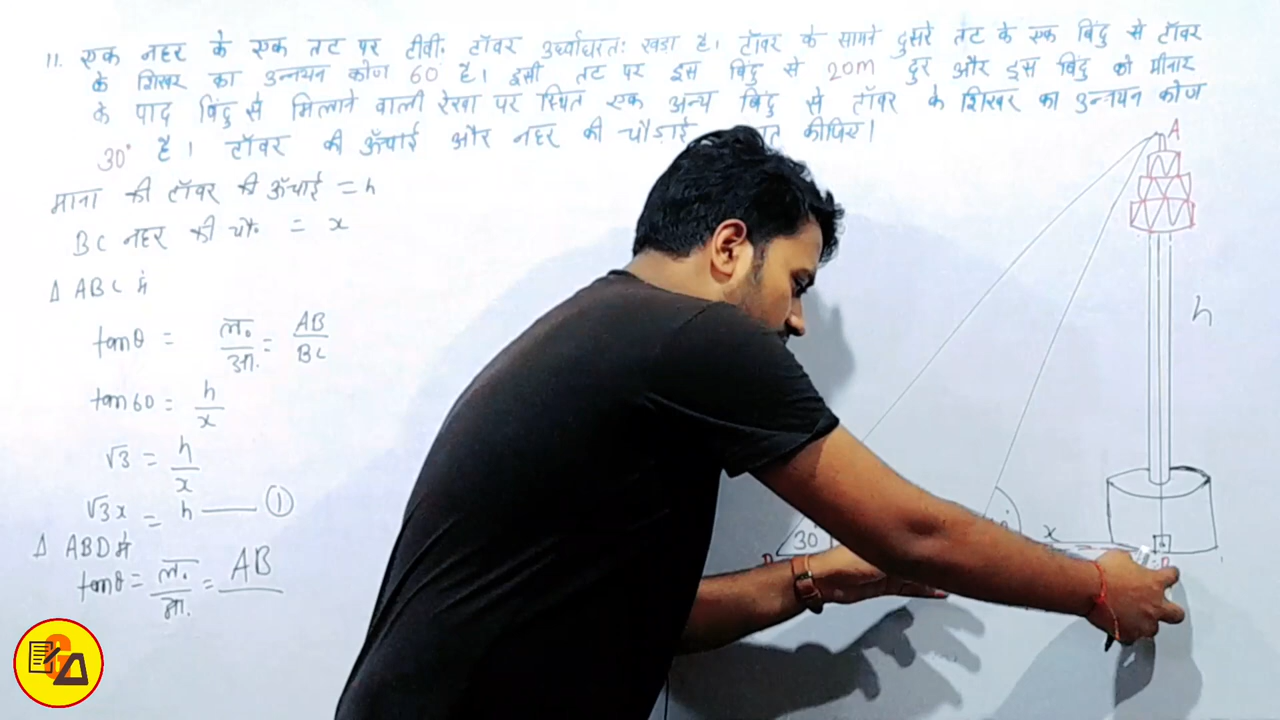 11. एक नहर के एक तट पर टीवी. टॉवर उर्ध्वाधरतः खडा है। टॉवर के सामने दुसरे तट के एक बिंदु से टॉवर
के शिखर का उन्नयन कोण 60° है। इसी तट पर इस बिंदु से 20m दुर और इस बिंदु को मीनार
के पाद बिंदु से मिलाने वाली रेखा पर स्थित एक अन्य बिंदु से टॉवर के शिखर का उन्नयन कोण
30° है। टॉवर की ऊँचाई और नहर की चौड़ाई कीजिए।
माना की टॉवर की ऊँचाई = h
BC नहर की चौ. = x
Δ ABC में
tanθ = ल./आ. = AB/BC
tan60 = h/x
√3 = h/x
√3x = h —— ①
Δ ABD में
tanθ = ल./आ. = AB
A
h
30°
x